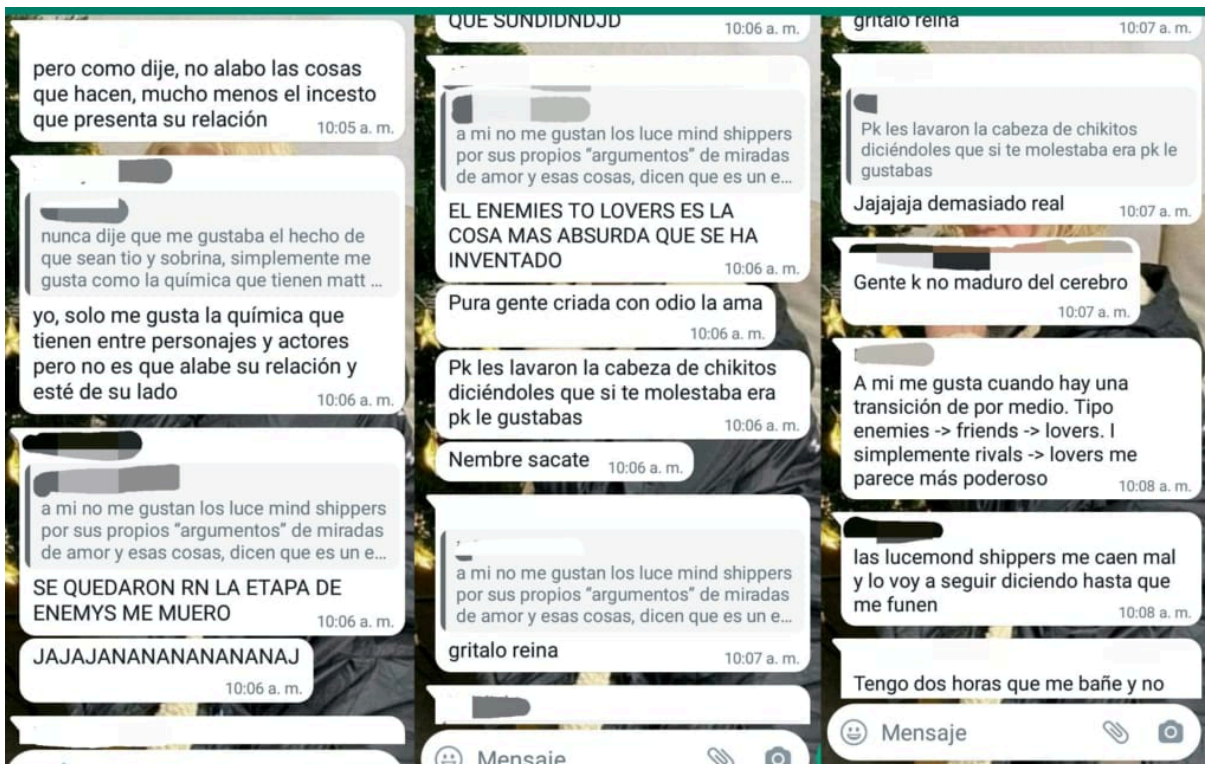 pero como dije, no alabo las cosas
que hacen, mucho menos el incesto
que presenta su relación
10:05 a. m.
nunca dije que me gustaba el hecho de
que sean tio y sobrina, simplemente me
gusta como la química que tienen matt ...
yo, solo me gusta la química que
tienen entre personajes y actores
pero no es que alabe su relación y
esté de su lado
10:06 a. m.
a mi no me gustan los luce mind shippers
por sus propios "argumentos" de miradas
de amor y esas cosas, dicen que es un e...
SE QUEDARON RN LA ETAPA DE
ENEMYS ME MUERO
10:06 a. m.
JAJAJANANANANANANAJ
10:06 a. m.
QUE SUNDIDNDJD
10:06 a. m.
a mi no me gustan los luce mind shippers
por sus propios "argumentos" de miradas
de amor y esas cosas, dicen que es un e...
EL ENEMIES TO LOVERS ES LA
COSA MAS ABSURDA QUE SE HA
INVENTADO
10:06 a. m.
Pura gente criada con odio la ama
10:06 a. m.
Pk les lavaron la cabeza de chikitos
diciéndoles que si te molestaba era
pk le gustabas
10:06 a. m.
Nembre sacate
10:06 a. m.
a mi no me gustan los luce mind shippers
por sus propios "argumentos" de miradas
de amor y esas cosas, dicen que es un e...
gritalo reina
10:07 a. m.
Mensaje
gritalo reina
10:07 a. m.
Pk les lavaron la cabeza de chikitos
diciéndoles que si te molestaba era pk le
gustabas
Jajajaja demasiado real
10:07 a. m.
Gente k no maduro del cerebro
10:07 a. m.
A mi me gusta cuando hay una
transición de por medio. Tipo
enemies -> friends -> lovers. I
simplemente rivals -> lovers me
parece más poderoso
10:08 a. m.
las lucemond shippers me caen mal
y lo voy a seguir diciendo hasta que
me funen
10:08 a. m.
Tengo dos horas que me bañe y no
Mensaje